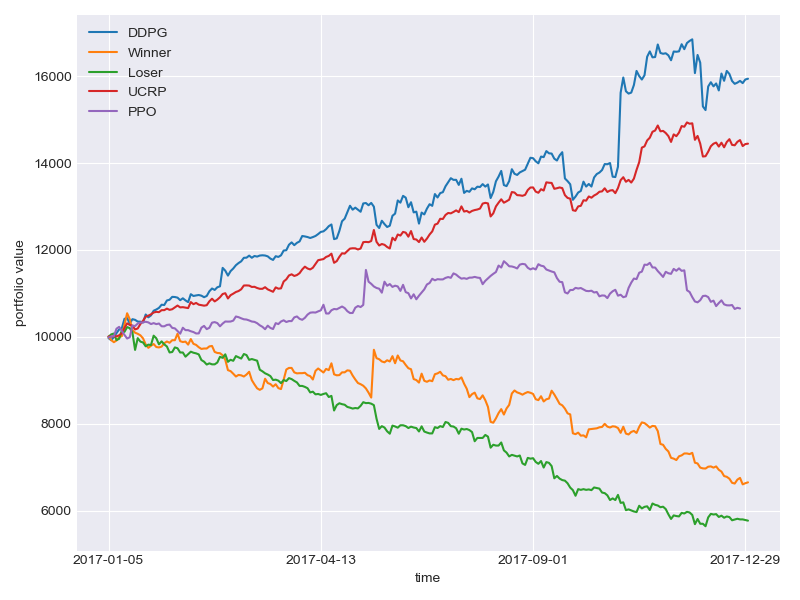 DDPG
Winner
Loser
UCRP
PPO
portfolio value
16000
14000
12000
10000
8000
6000
2017-01-05 2017-04-13 2017-09-01 2017-12-29
time